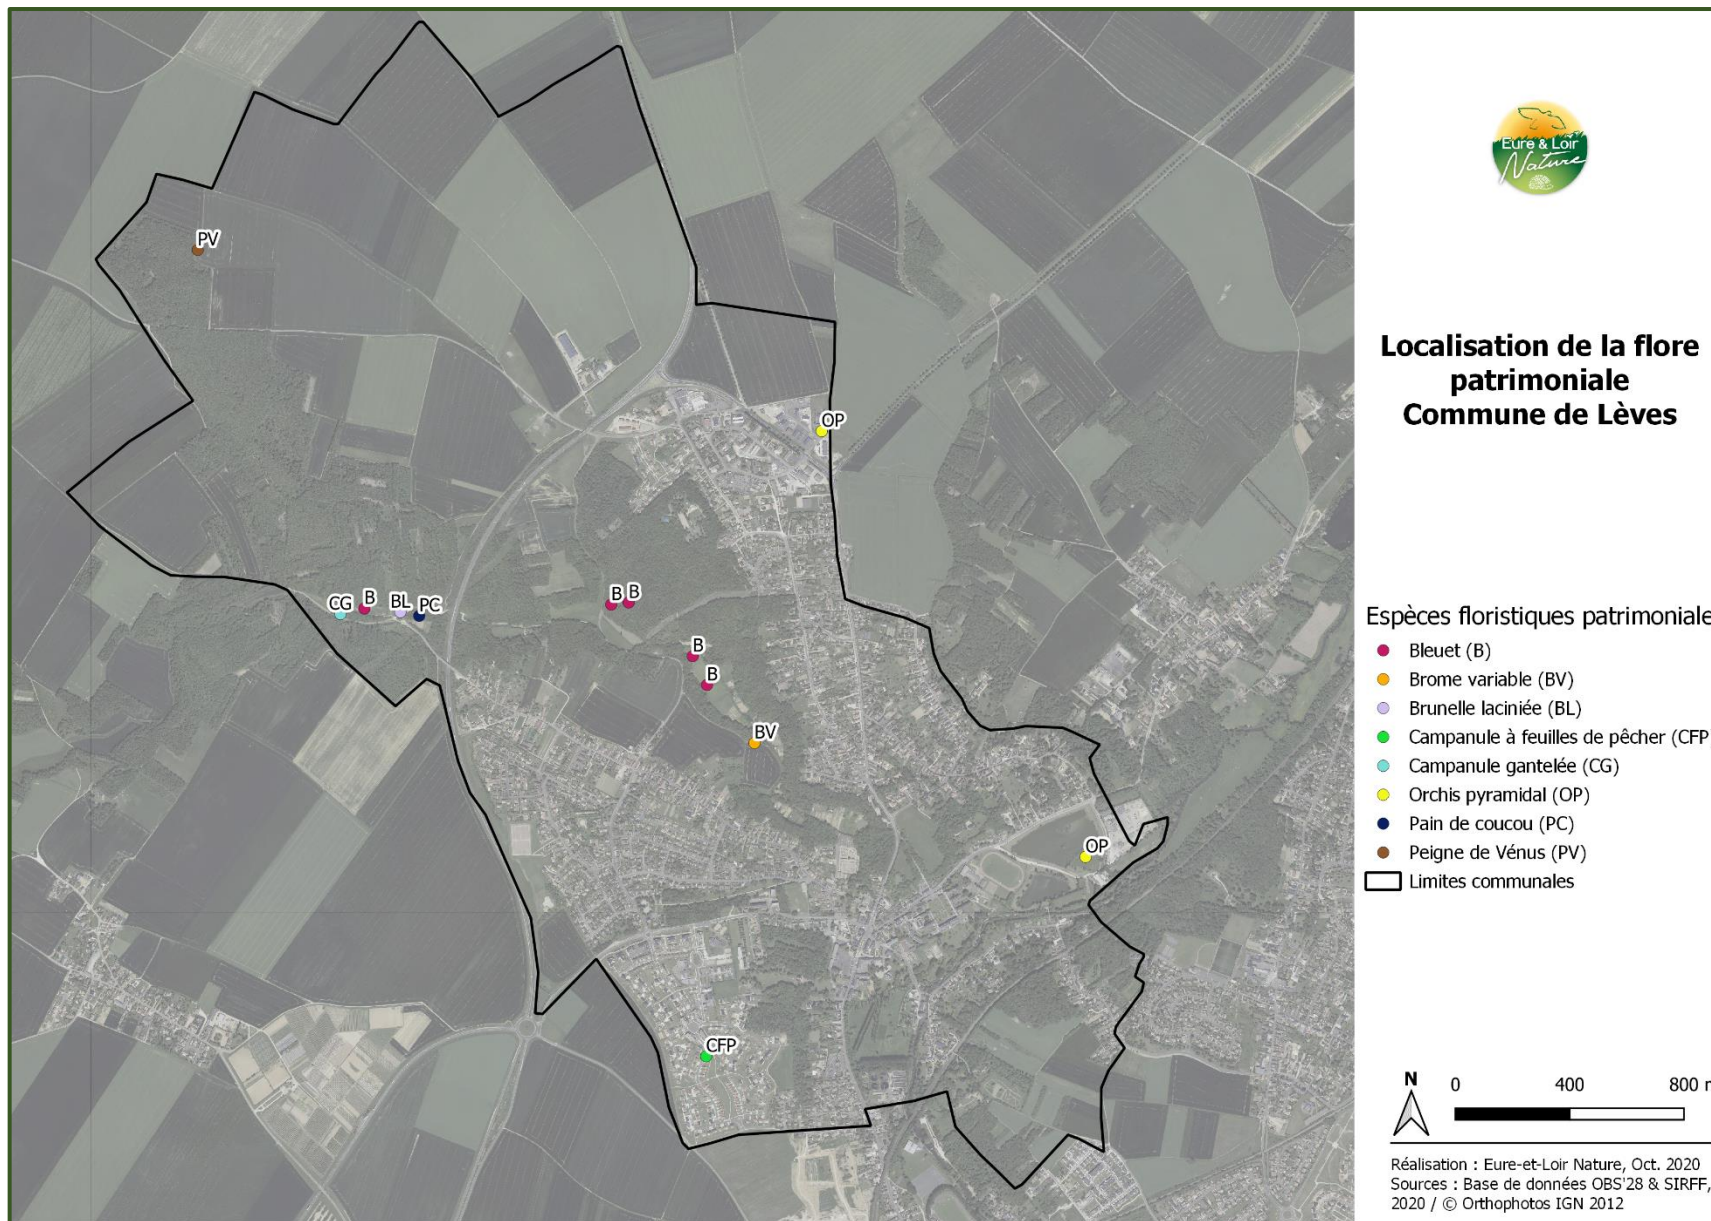 Eure & Loir
Nature
Localisation de la flore
patrimoniale
Commune de Lèves
PV
OP
CG
B
BL
PC
B
B
B
B
BV
OP
CFP
Espèces floristiques patrimoniale
Bleuet (B)
Brome variable (BV)
Brunelle laciniée (BL)
Campanule à feuilles de pêcher (CFP
Campanule gantelée (CG)
Orchis pyramidal (OP)
Pain de coucou (PC)
Peigne de Vénus (PV)
Limites communales
N
0 400 800 m
Réalisation : Eure-et-Loir Nature, Oct. 2020
Sources : Base de données OBS'28 & SIRFF,
2020 / © Orthophotos IGN 2012